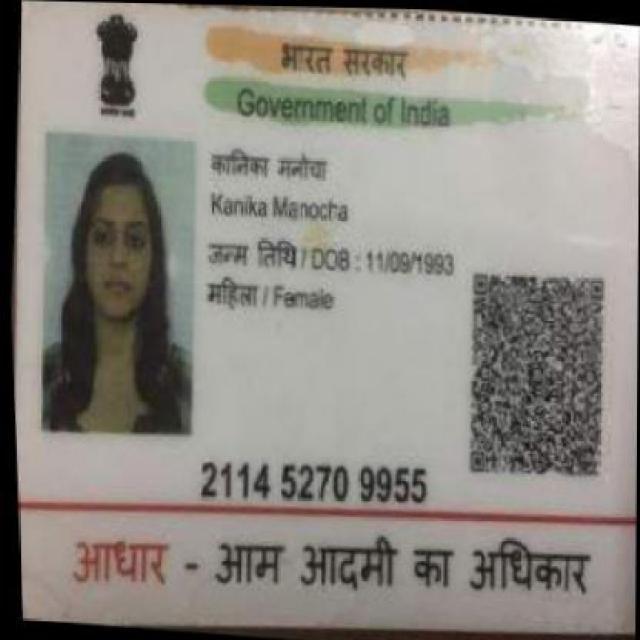 भारत सरकार
Government of India
कानिका मनोचा
Kanika Manocha
जन्म तिथि / DOB : 11/09/1993
महिला / Female
2114 5270 9955
आधार - आम आदमी का अधिकार